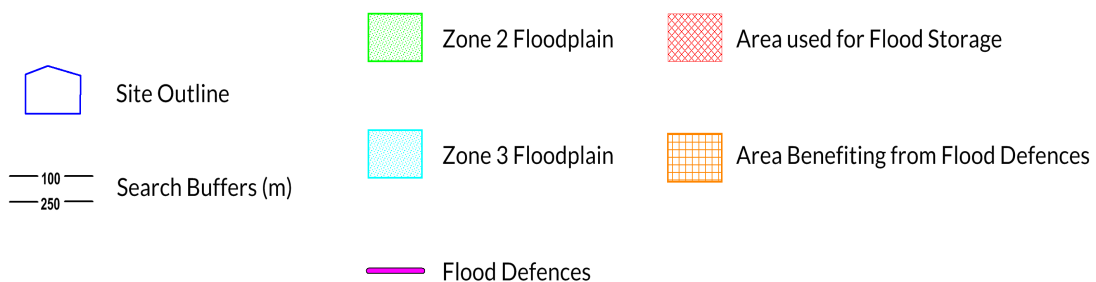 Site Outline
100
250
Search Buffers (m)
Zone 2 Floodplain
Zone 3 Floodplain
Flood Defences
Area used for Flood Storage
Area Benefiting from Flood Defences